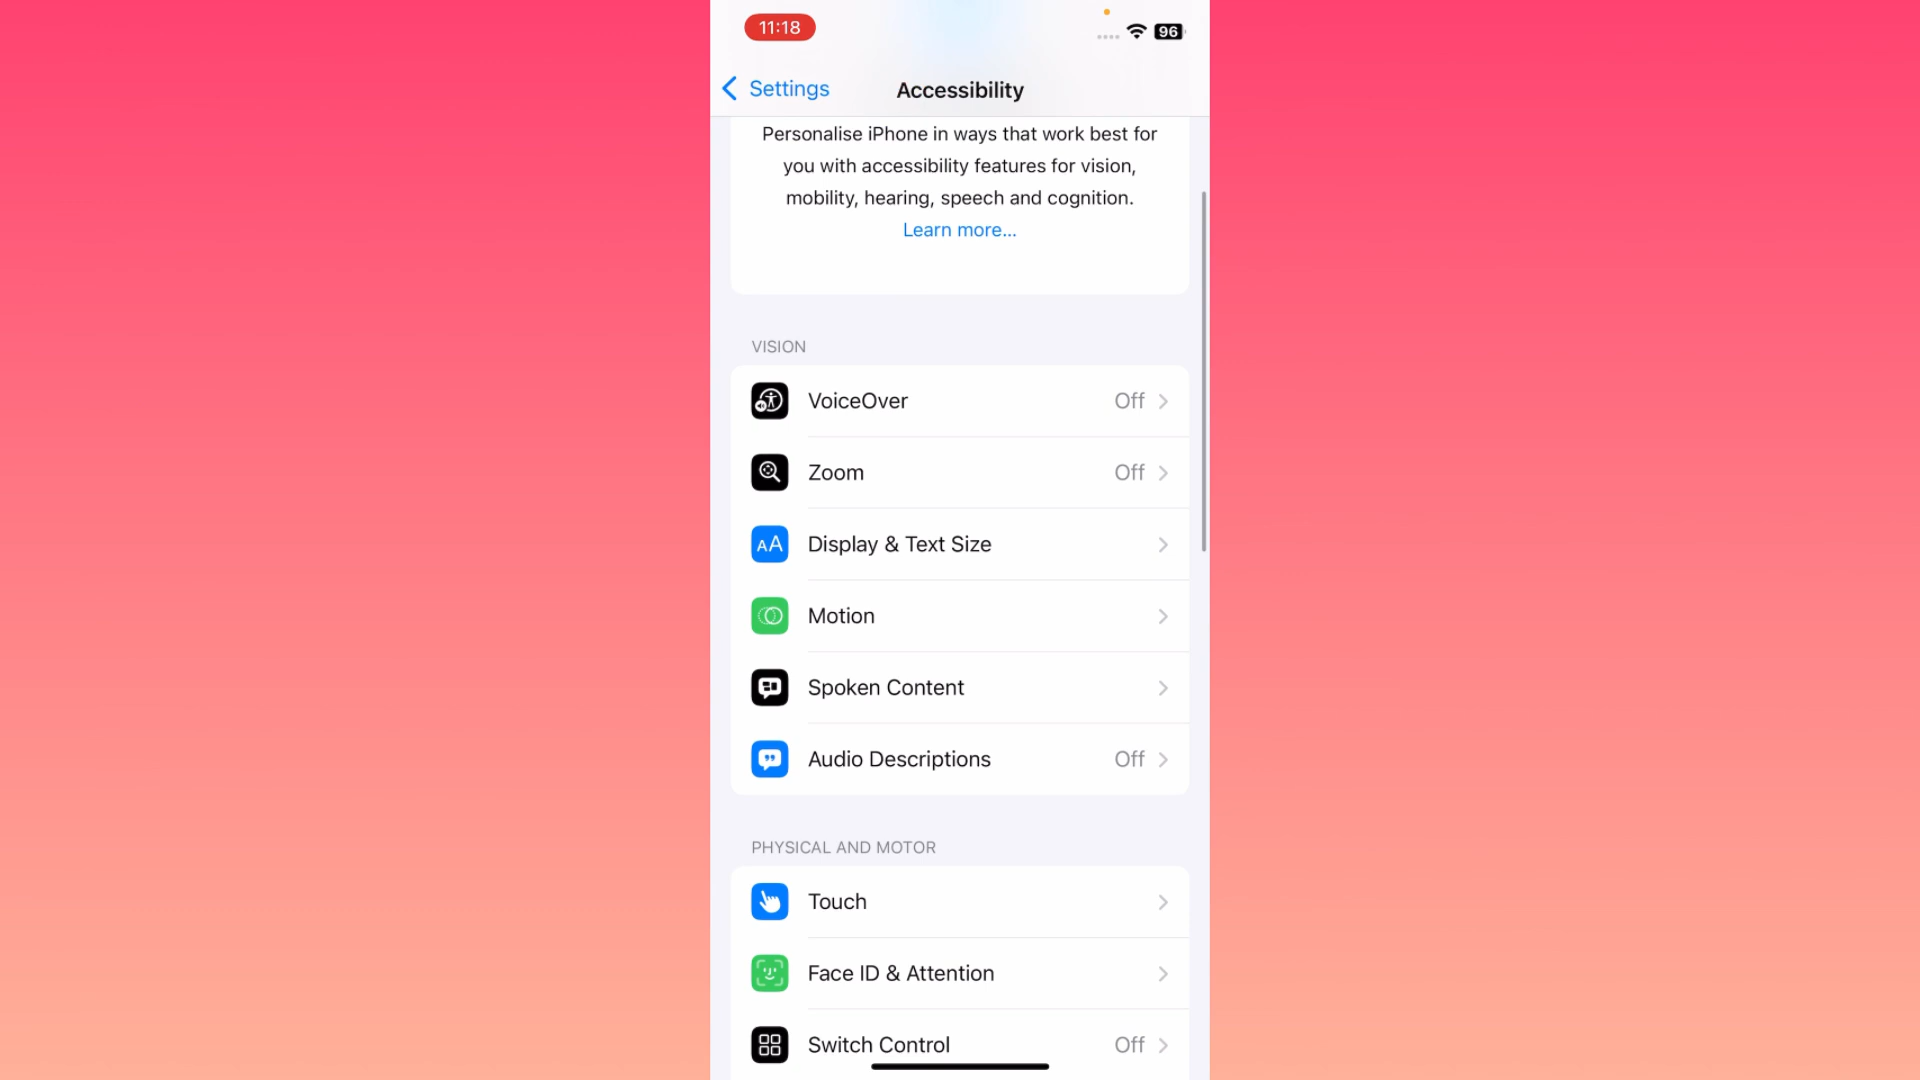 11:18
96
Settings
Accessibility
Personalise iPhone in ways that work best for
you with accessibility features for vision,
mobility, hearing, speech and cognition.
Learn more...
VISION
VoiceOver Off
Zoom Off
AA Display & Text Size
Motion
Spoken Content
Audio Descriptions Off
PHYSICAL AND MOTOR
Touch
Face ID & Attention
Switch Control Off